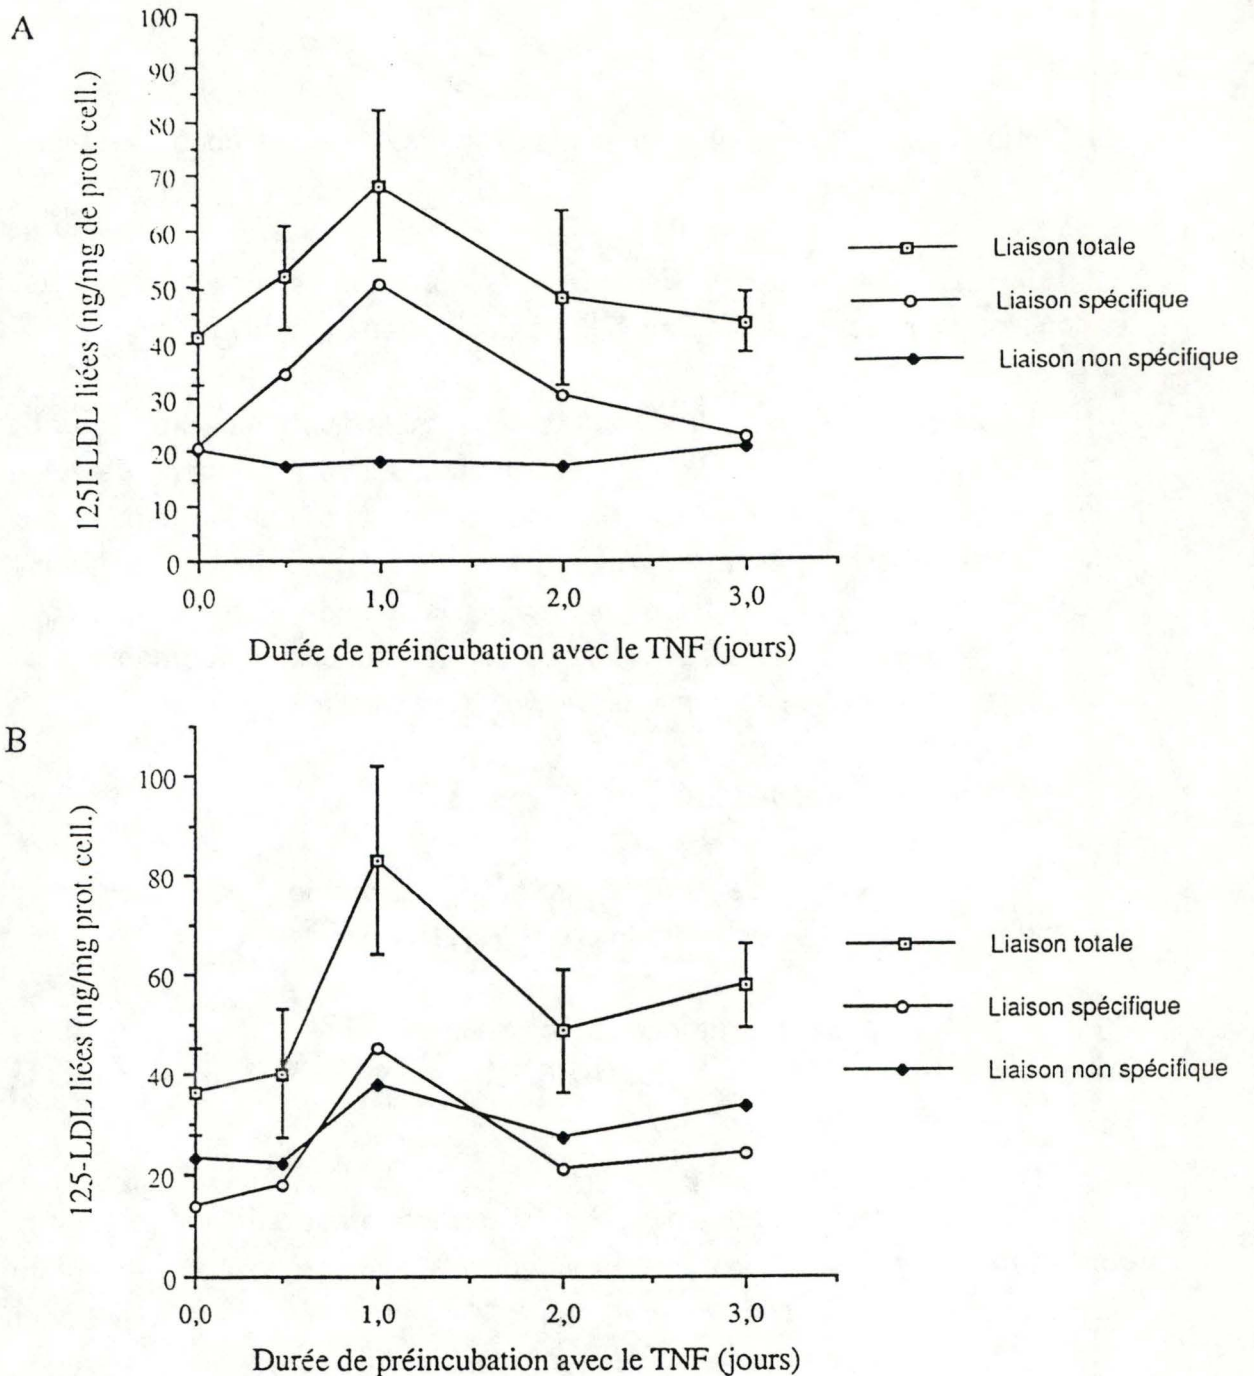 A
100
90
80
70
60
50
40
30
20
10
0
125I-LDL liées (ng/mg de prot. cell.)
0,0
1,0
2,0
3,0
Durée de préincubation avec le TNF (jours)
Liaison totale
Liaison spécifique
Liaison non spécifique
B
100
80
60
40
20
0
125-LDL liées (ng/mg prot. cell.)
0,0
1,0
2,0
3,0
Durée de préincubation avec le TNF (jours)
Liaison totale
Liaison spécifique
Liaison non spécifique